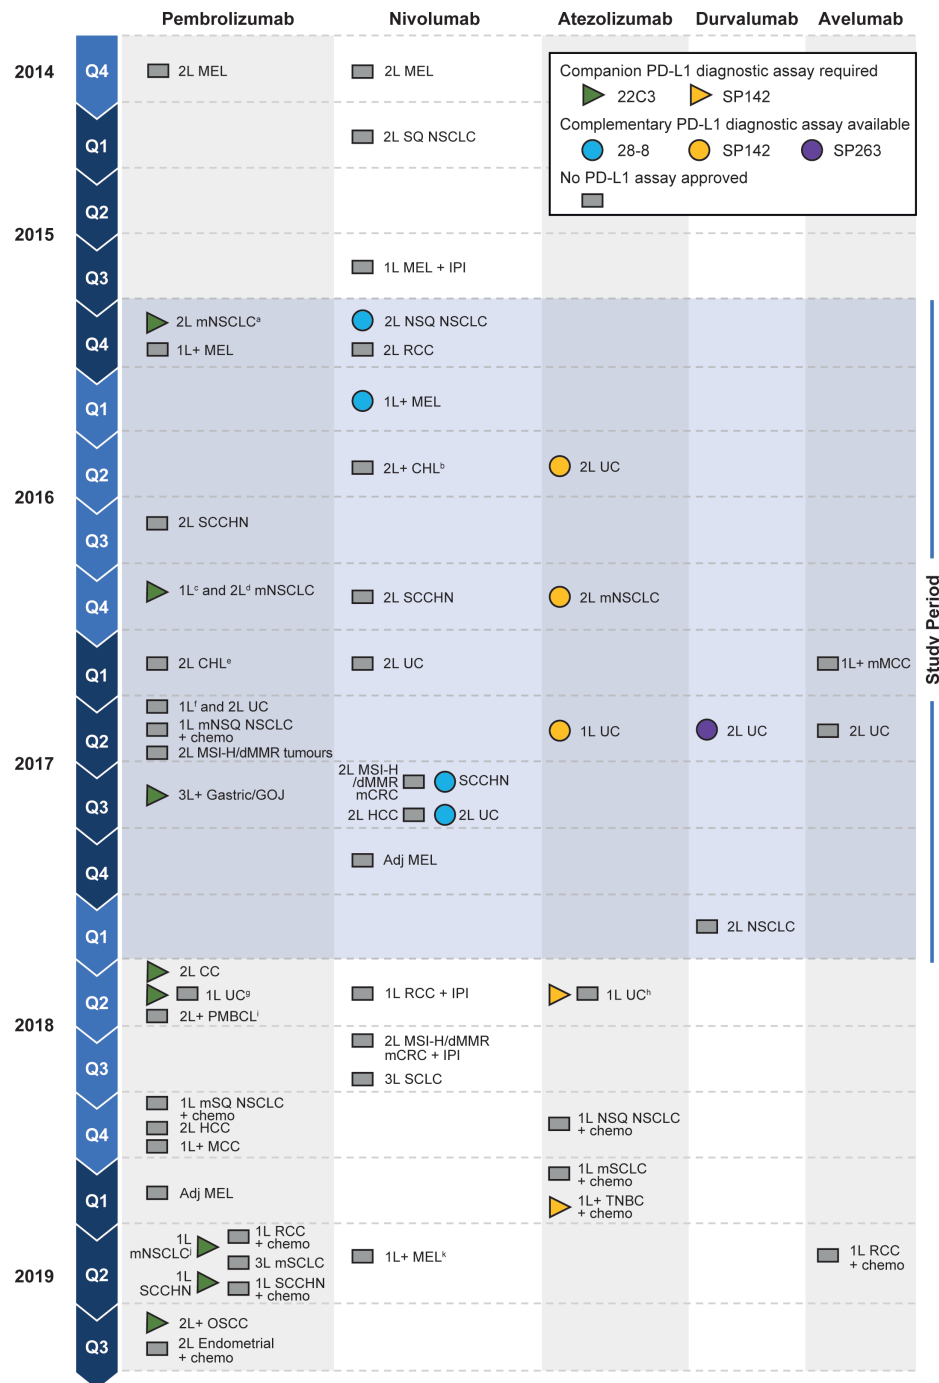 Pembrolizumab Nivolumab Atezolizumab Durvalumab Avelumab
2014 Q4 2L MEL 2L MEL
Companion PD-L1 diagnostic assay required
22C3 SP142
Complementary PD-L1 diagnostic assay available
28-8 SP142 SP263
No PD-L1 assay approved
Q1 2L SQ NSCLC
Q2
2015
Q3 1L MEL + IPI
2L mNSCLCᵃ 2L NSQ NSCLC
Q4 1L+ MEL 2L RCC
Q1 1L+ MEL
Q2 2L+ CHLᵇ 2L UC
2016
Q3 2L SCCHN
Q4 1Lᶜ and 2Lᵈ mNSCLC 2L SCCHN 2L mNSCLC
Study Period
Q1 2L CHLᵉ 2L UC 1L+ mMCC
1Lᶠ and 2L UC
Q2 1L mNSQ NSCLC 1L UC 2L UC 2L UC
+ chemo
2L MSI-H/dMMR tumours
2017
2L MSI-H SCCHN
/dMMR
mCRC
Q3 3L+ Gastric/GOJ
2L HCC 2L UC
Q4 Adj MEL
Q1 2L NSCLC
2L CC
Q2 1L UCᵍ 1L RCC + IPI 1L UCʰ
2L+ PMBCLⁱ
2018
Q3 2L MSI-H/dMMR
mCRC + IPI
3L SCLC
1L mSQ NSCLC
+ chemo
Q4 2L HCC 1L NSQ NSCLC
+ chemo
1L+ MCC
1L mSCLC
+ chemo
Q1 Adj MEL 1L+ TNBC
+ chemo
1L
mNSCLCʲ
1L RCC
+ chemo
1L+ MELᵏ 1L RCC
+ chemo
2019 Q2 3L mSCLC
1L
SCCHN
1L SCCHN
+ chemo
2L+ OSCC
Q3 2L Endometrial
+ chemo